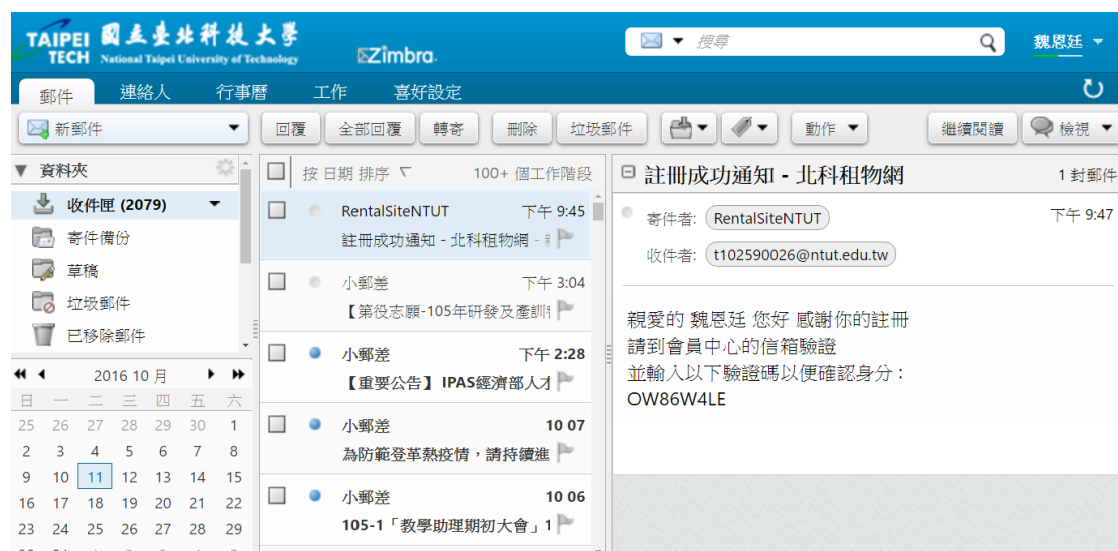 TAIPEI TECH
國立臺北科技大學
National Taipei University of Technology
Zimbra
搜尋
魏恩廷
郵件 連絡人 行事曆 工作 喜好設定
新郵件 回覆 全部回覆 轉寄 刪除 垃圾郵件 動作 繼續閱讀 檢視
資料夾
收件匣 (2079)
寄件備份
草稿
垃圾郵件
已移除郵件
2016 10 月
日 一 二 三 四 五 六
25 26 27 28 29 30 1
2 3 4 5 6 7 8
9 10 11 12 13 14 15
16 17 18 19 20 21 22
23 24 25 26 27 28 29
按 日期 排序 100+ 個工作階段
RentalSiteNTUT 下午 9:45
註冊成功通知 - 北科租物網 -
小郵差 下午 3:04
【第役志願-105年研發及產訓
小郵差 下午 2:28
【重要公告】IPAS經濟部人才
小郵差 10 07
為防範登革熱疫情，請持續進
小郵差 10 06
105-1「教學助理期初大會」1
註冊成功通知 - 北科租物網 1 封郵件
寄件者: RentalSiteNTUT 下午 9:47
收件者: t102590026@ntut.edu.tw
親愛的 魏恩廷 您好 感謝你的註冊
請到會員中心的信箱驗證
並輸入以下驗證碼以便確認身分：
OW86W4LE